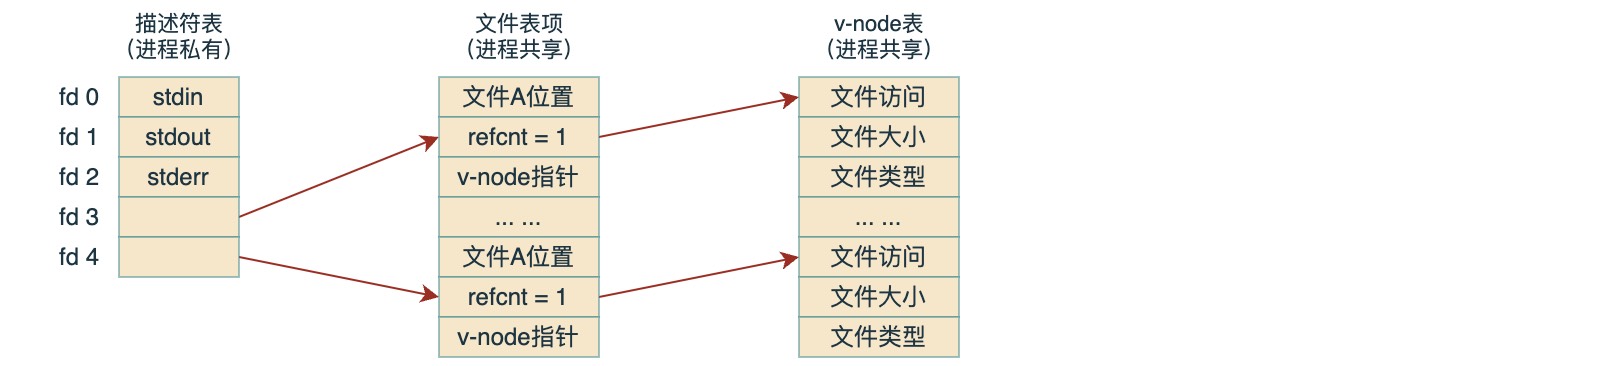 描述符表
（进程私有）
文件表项
（进程共享）
v-node表
（进程共享）
fd 0
stdin
文件A位置
文件访问
fd 1
stdout
refcnt = 1
文件大小
fd 2
stderr
v-node指针
文件类型
fd 3
... ...
... ...
fd 4
文件A位置
文件访问
refcnt = 1
文件大小
v-node指针
文件类型